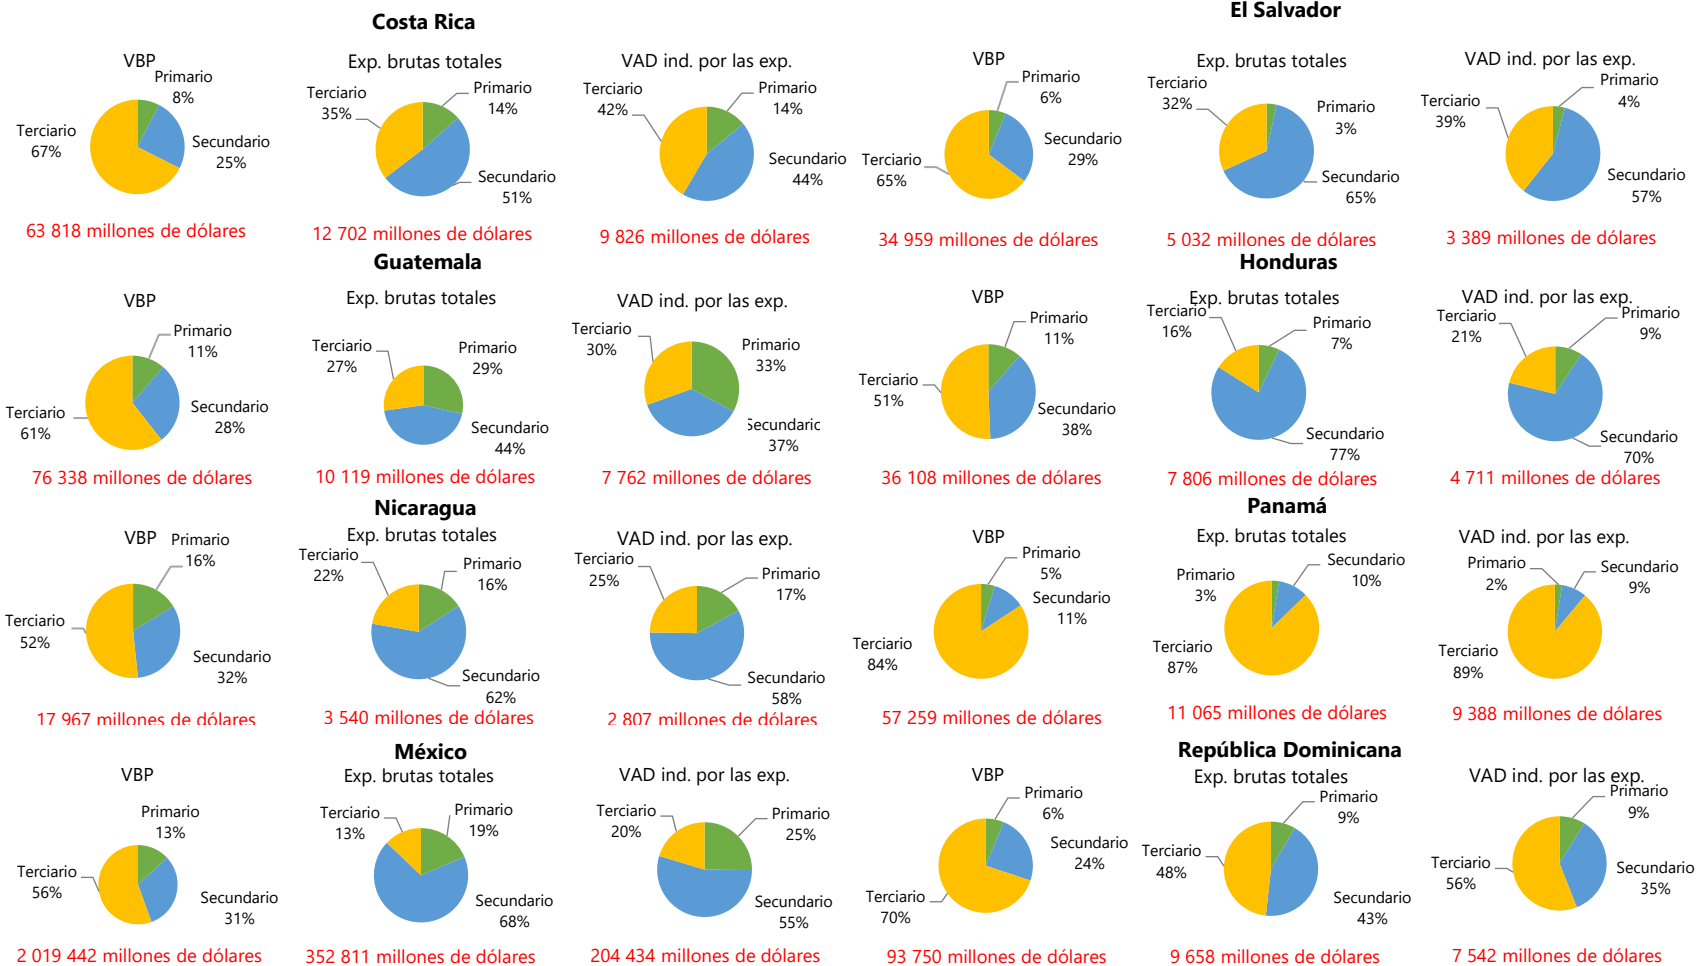 Costa Rica
VBP
Primario
8%
Secundario
25%
Terciario
67%
63 818 millones de dólares
Exp. brutas totales
Primario
14%
Secundario
51%
Terciario
35%
12 702 millones de dólares
VAD ind. por las exp.
Primario
14%
Secundario
44%
Terciario
42%
9 826 millones de dólares
El Salvador
VBP
Primario
6%
Secundario
29%
Terciario
65%
34 959 millones de dólares
Exp. brutas totales
Primario
3%
Secundario
65%
Terciario
32%
5 032 millones de dólares
VAD ind. por las exp.
Primario
4%
Secundario
57%
Terciario
39%
3 389 millones de dólares
Guatemala
VBP
Primario
11%
Secundario
28%
Terciario
61%
76 338 millones de dólares
Exp. brutas totales
Primario
29%
Secundario
44%
Terciario
27%
10 119 millones de dólares
VAD ind. por las exp.
Primario
33%
Secundaric
37%
Terciario
30%
7 762 millones de dólares
Honduras
VBP
Primario
11%
Secundario
38%
Terciario
51%
36 108 millones de dólares
Exp. brutas totales
Primario
7%
Secundario
77%
Terciario
16%
7 806 millones de dólares
VAD ind. por las exp.
Primario
9%
Secundario
70%
Terciario
21%
4 711 millones de dólares
Nicaragua
VBP
Primario
16%
Secundario
32%
Terciario
52%
17 967 millones de dólares
Exp. brutas totales
Primario
16%
Secundario
62%
Terciario
22%
3 540 millones de dólares
VAD ind. por las exp.
Primario
17%
Secundario
58%
Terciario
25%
2 807 millones de dólares
Panamá
VBP
Primario
5%
Secundario
11%
Terciario
84%
57 259 millones de dólares
Exp. brutas totales
Primario
3%
Secundario
10%
Terciario
87%
11 065 millones de dólares
VAD ind. por las exp.
Primario
2%
Secundario
9%
Terciario
89%
9 388 millones de dólares
México
VBP
Primario
13%
Secundario
31%
Terciario
56%
2 019 442 millones de dólares
Exp. brutas totales
Primario
19%
Secundario
68%
Terciario
13%
352 811 millones de dólares
VAD ind. por las exp.
Primario
25%
Secundario
55%
Terciario
20%
204 434 millones de dólares
República Dominicana
VBP
Primario
6%
Secundario
24%
Terciario
70%
93 750 millones de dólares
Exp. brutas totales
Primario
9%
Secundario
43%
Terciario
48%
9 658 millones de dólares
VAD ind. por las exp.
Primario
9%
Secundario
35%
Terciario
56%
7 542 millones de dólares